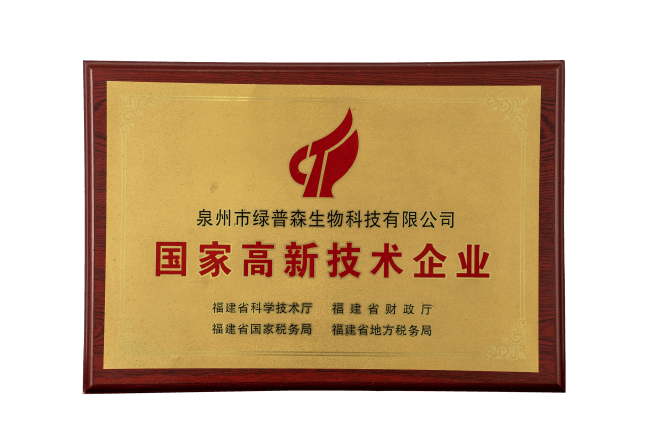 泉州市绿普森生物科技有限公司
国家高新技术企业
福建省科学技术厅 福建省财政厅
福建省国家税务局 福建省地方税务局